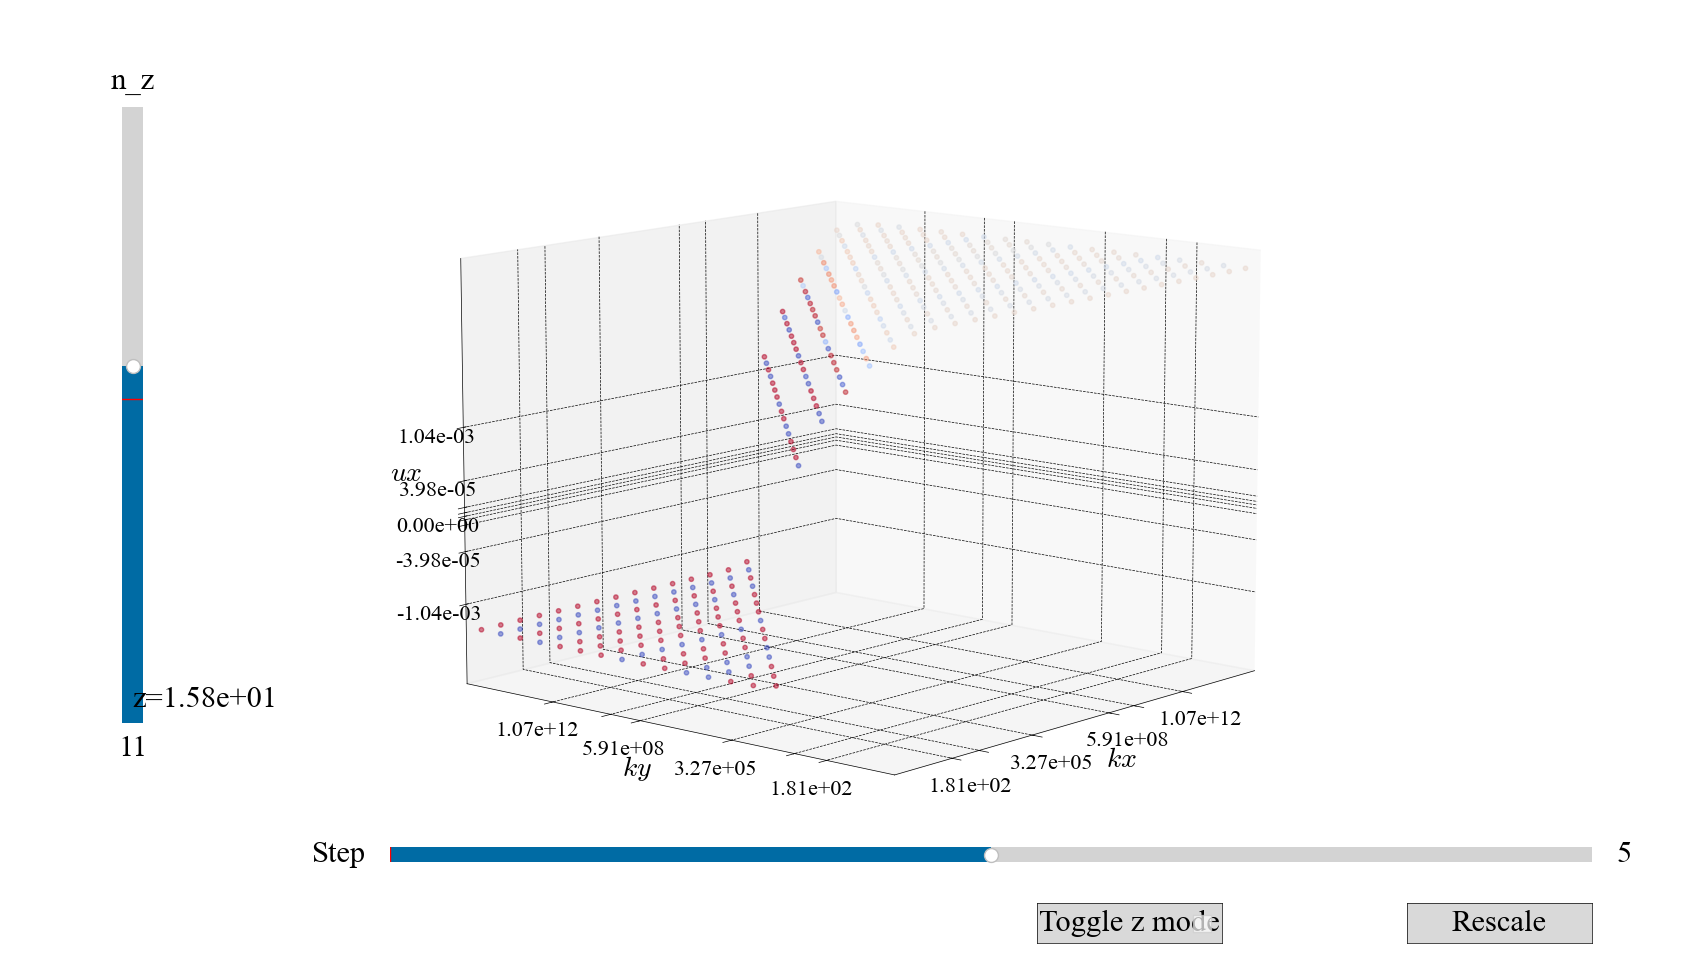 n_z
1.04e-03
ux
3.98e-05
0.00e+00
-3.98e-05
-1.04e-03
z=1.58e+01
11
1.07e+12
5.91e+08
ky
3.27e+05
1.81e+02
1.07e+12
5.91e+08
kx
3.27e+05
1.81e+02
Step
5
Toggle z mode
Rescale